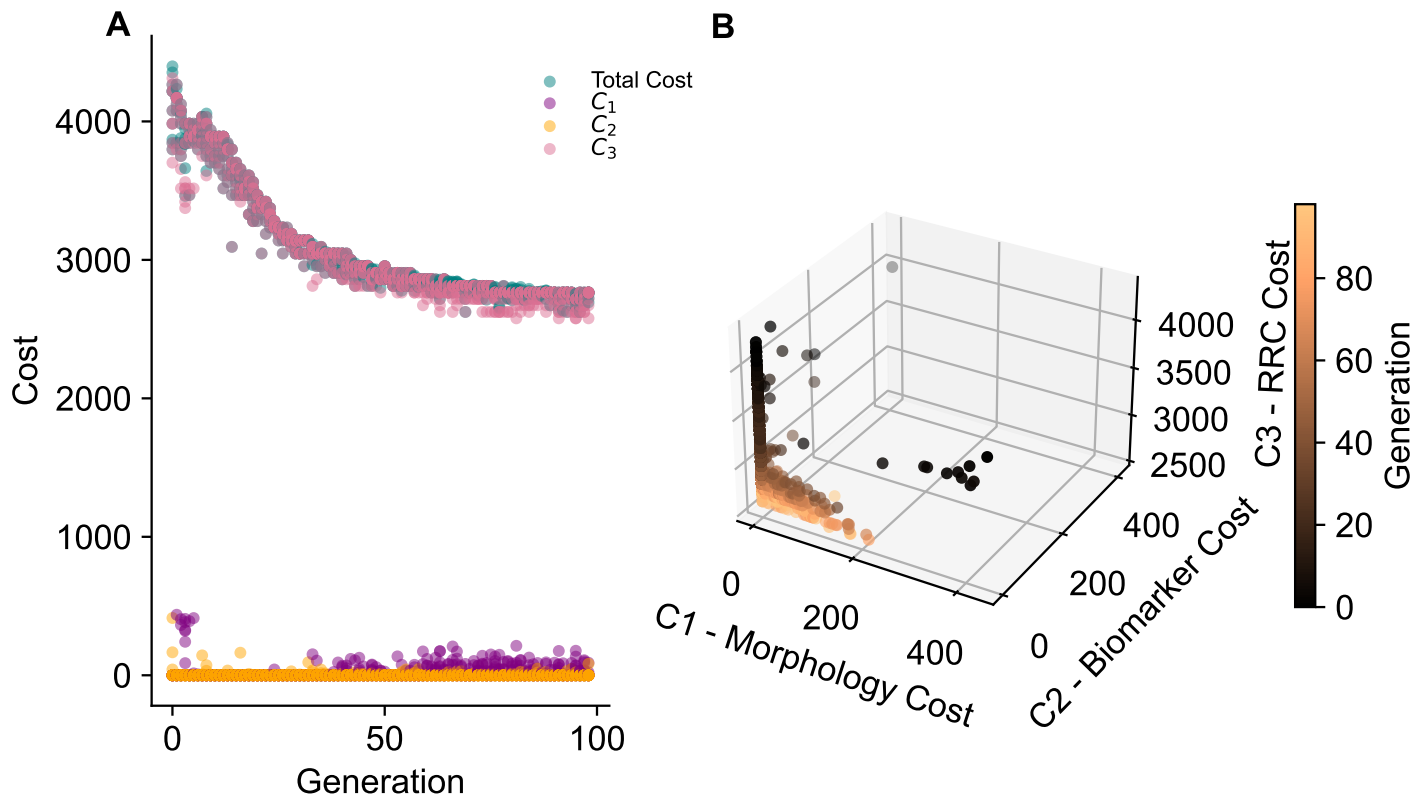 A
4000
3000
2000
1000
0
Cost
0
50
100
Generation
Total Cost
C1
C2
C3
B
0
200
400
C1 - Morphology Cost
0
200
400
C2 - Biomarker Cost
4000
3500
3000
2500
C3 - RRC Cost
80
60
40
20
0
Generation